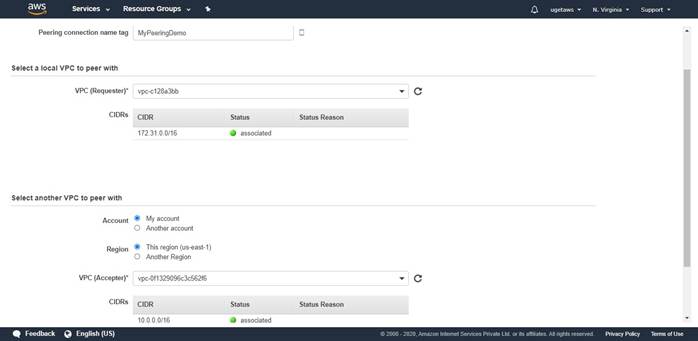 aws Services Resource Groups ugetaws N. Virginia Support
Peering connection name tag MyPeeringDemo
Select a local VPC to peer with
VPC (Requester)* vpc-c128a3bb
CIDRs CIDR Status Status Reason
172.31.0.0/16 associated
Select another VPC to peer with
Account My account
Another account
Region This region (us-east-1)
Another Region
VPC (Accepter)* vpc-0f1329096c3c562f6
CIDRs CIDR Status Status Reason
10.0.0.0/16 associated
Feedback English (US) © 2008 - 2020, Amazon Internet Services Private Ltd. or its affiliates. All rights reserved. Privacy Policy Terms of Use